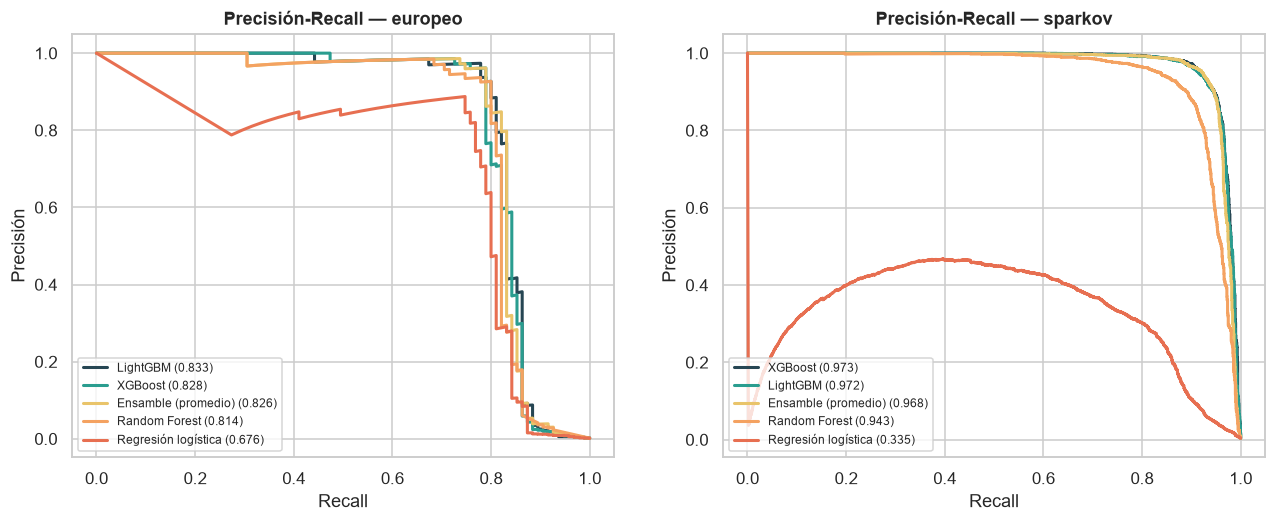 Precisión-Recall — europeo
1.0
0.8
0.6
0.4
0.2
0.0
Precisión
LightGBM (0.833)
XGBoost (0.828)
Ensamble (promedio) (0.826)
Random Forest (0.814)
Regresión logística (0.676)
0.0 0.2 0.4 0.6 0.8 1.0
Recall
Precisión-Recall — sparkov
1.0
0.8
0.6
0.4
0.2
0.0
Precisión
XGBoost (0.973)
LightGBM (0.972)
Ensamble (promedio) (0.968)
Random Forest (0.943)
Regresión logística (0.335)
0.0 0.2 0.4 0.6 0.8 1.0
Recall